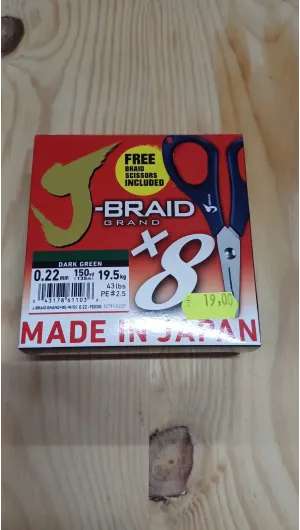 FREE
BRAID
SCISSORS
INCLUDED
J-BRAID
GRAND
×8
DARK GREEN
0.22mm 150m 19.5kg
43lbs
PE#2.5
€ 19,00
MADE IN JAPAN